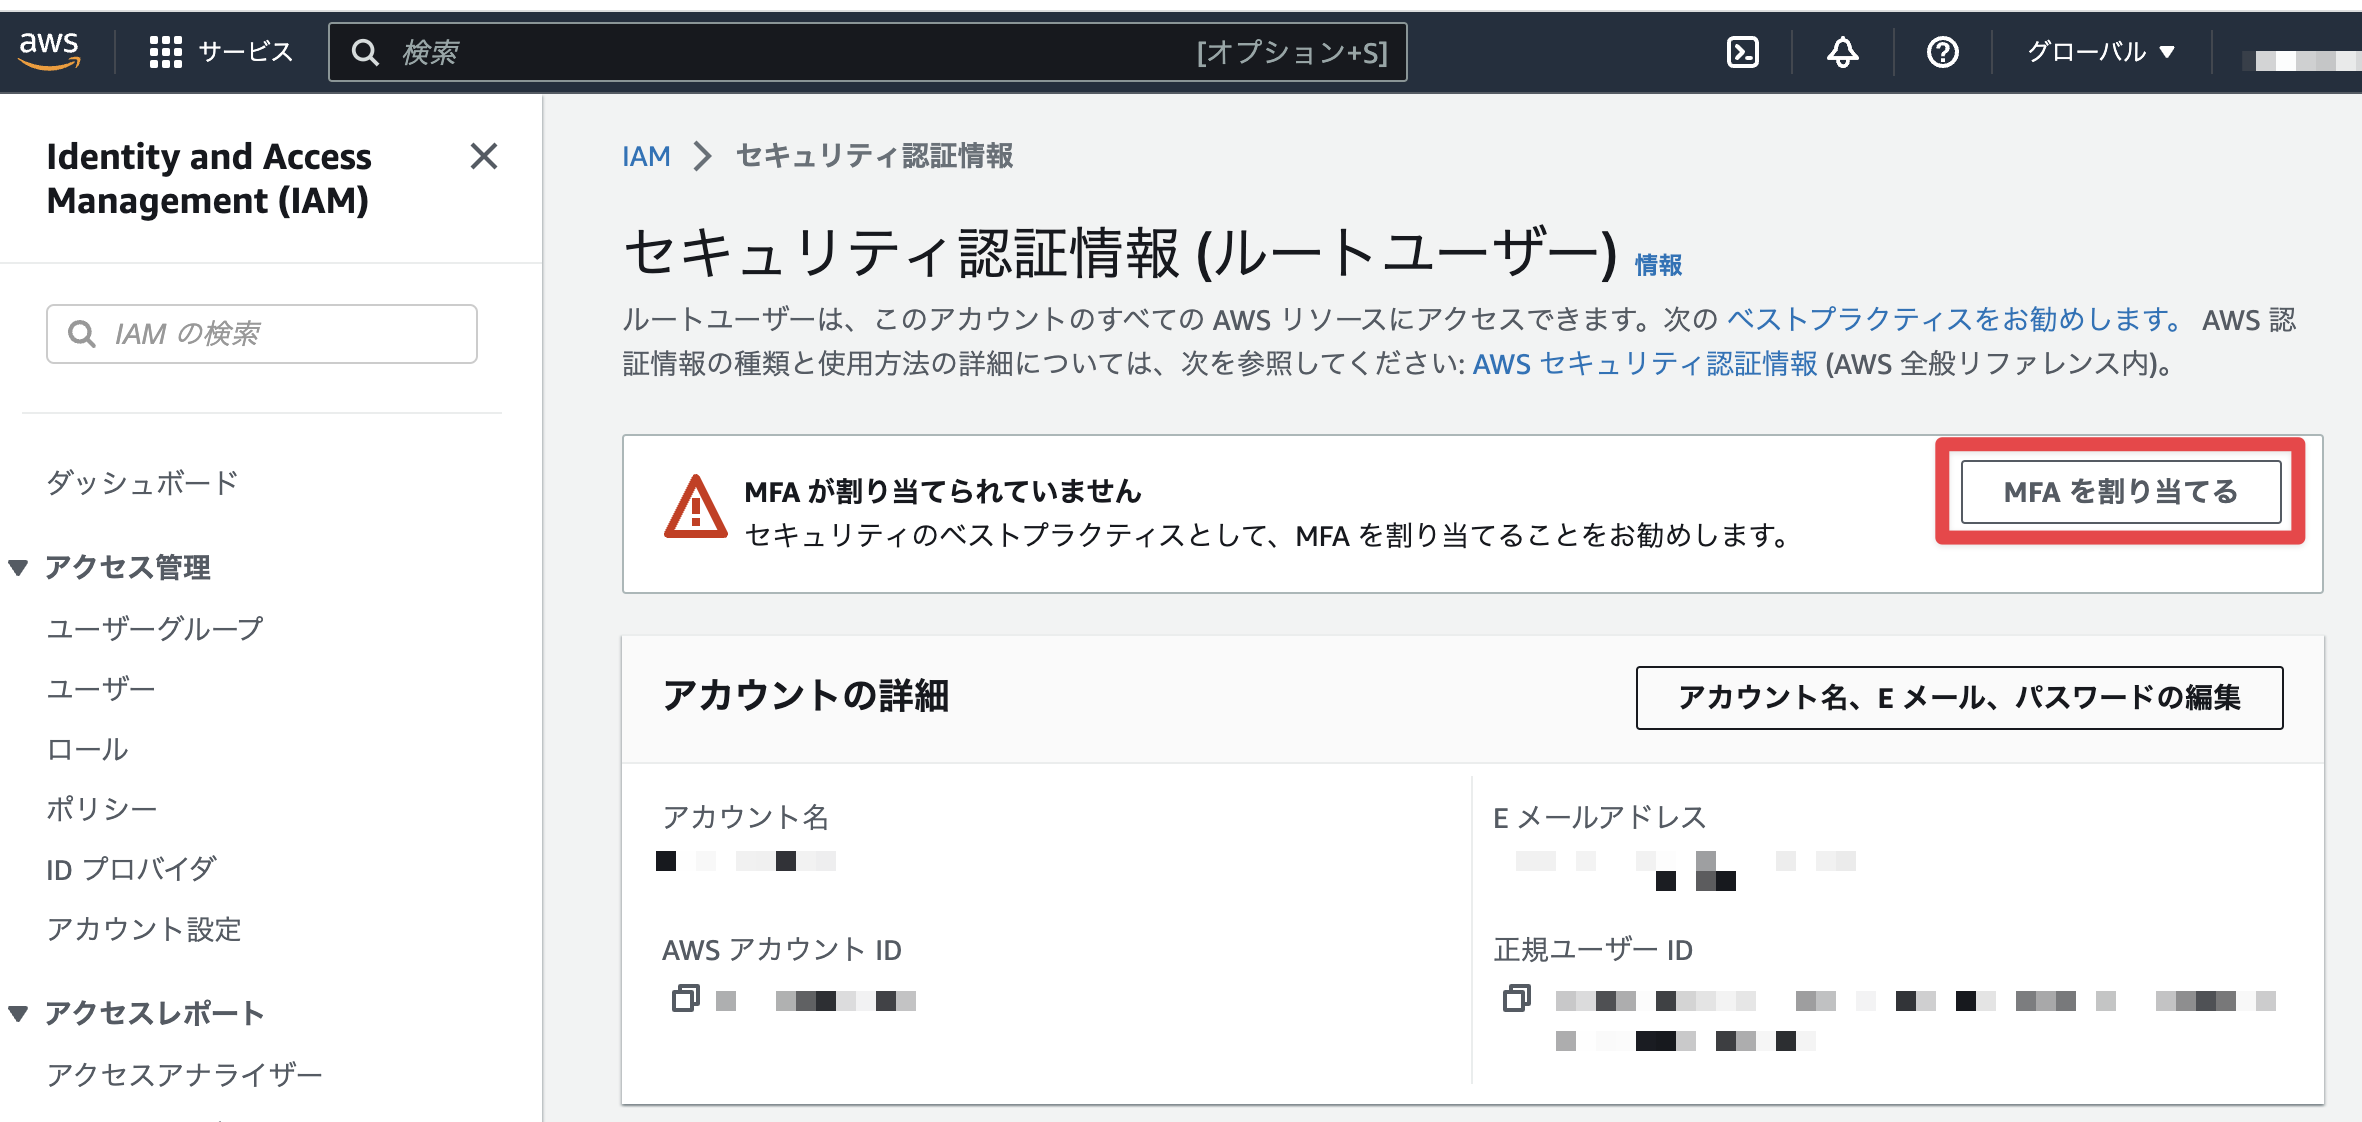 aws
サービス
検索
[オプション+S]
グローバル
Identity and Access
Management (IAM)
IAM の検索
ダッシュボード
アクセス管理
ユーザーグループ
ユーザー
ロール
ポリシー
ID プロバイダ
アカウント設定
アクセスレポート
アクセスアナライザー
IAM
セキュリティ認証情報
セキュリティ認証情報 (ルートユーザー) 情報
ルートユーザーは、このアカウントのすべての AWS リソースにアクセスできます。次の ベストプラクティスをお勧めします。 AWS 認
証情報の種類と使用方法の詳細については、次を参照してください: AWS セキュリティ認証情報 (AWS 全般リファレンス内)。
MFA が割り当てられていません
セキュリティのベストプラクティスとして、MFA を割り当てることをお勧めします。
MFA を割り当てる
アカウントの詳細
アカウント名、E メール、パスワードの編集
アカウント名
E メールアドレス
AWS アカウント ID
正規ユーザー ID